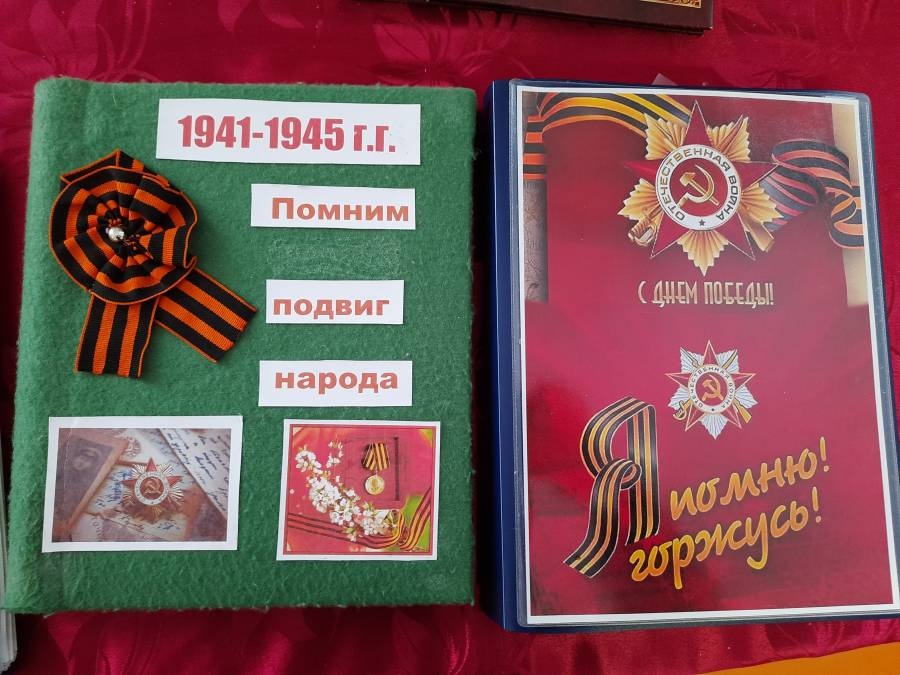 1941-1945 г.г.
Помним
подвиг
народа
ОТЕЧЕСТВЕННАЯ ВОЙНА
С ДНЕМ ПОБЕДЫ!
ОТЕЧЕСТВЕННАЯ ВОЙНА
Я помню!
горжусь!